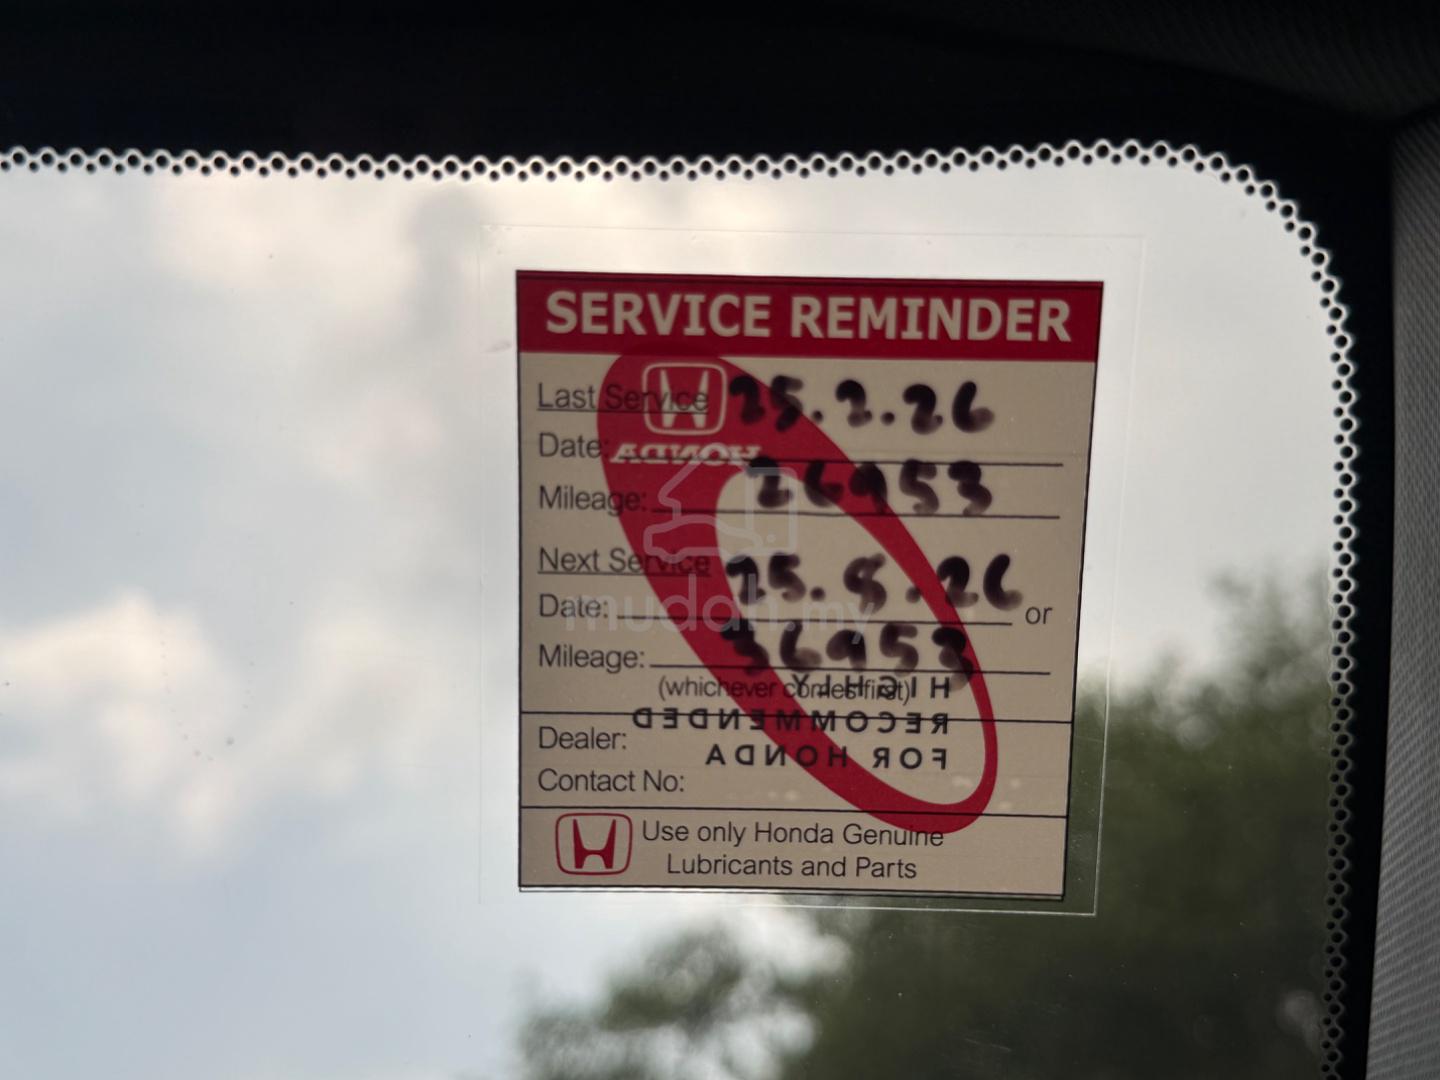 SERVICE REMINDER
Last Service 25.2.26
HONDA
Date:
Mileage: 26953
Next Service
Date: 25.8.26 or
mudah.my
Mileage: 36953
(whichever comes first)
HIGHLY
RECOMMENDED
FOR HONDA
Dealer:
Contact No:
Use only Honda Genuine
Lubricants and Parts